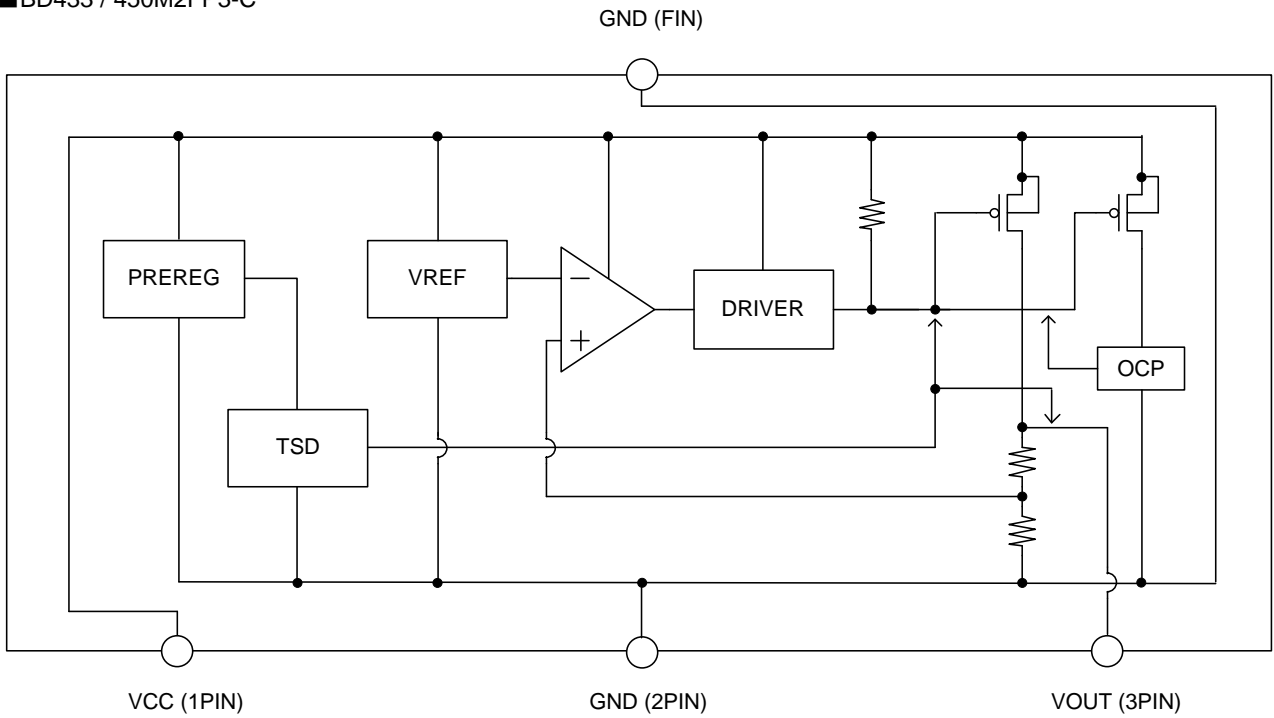 GND (FIN)
PREREG
VREF
−
+
DRIVER
OCP
TSD
VCC (1PIN)
GND (2PIN)
VOUT (3PIN)